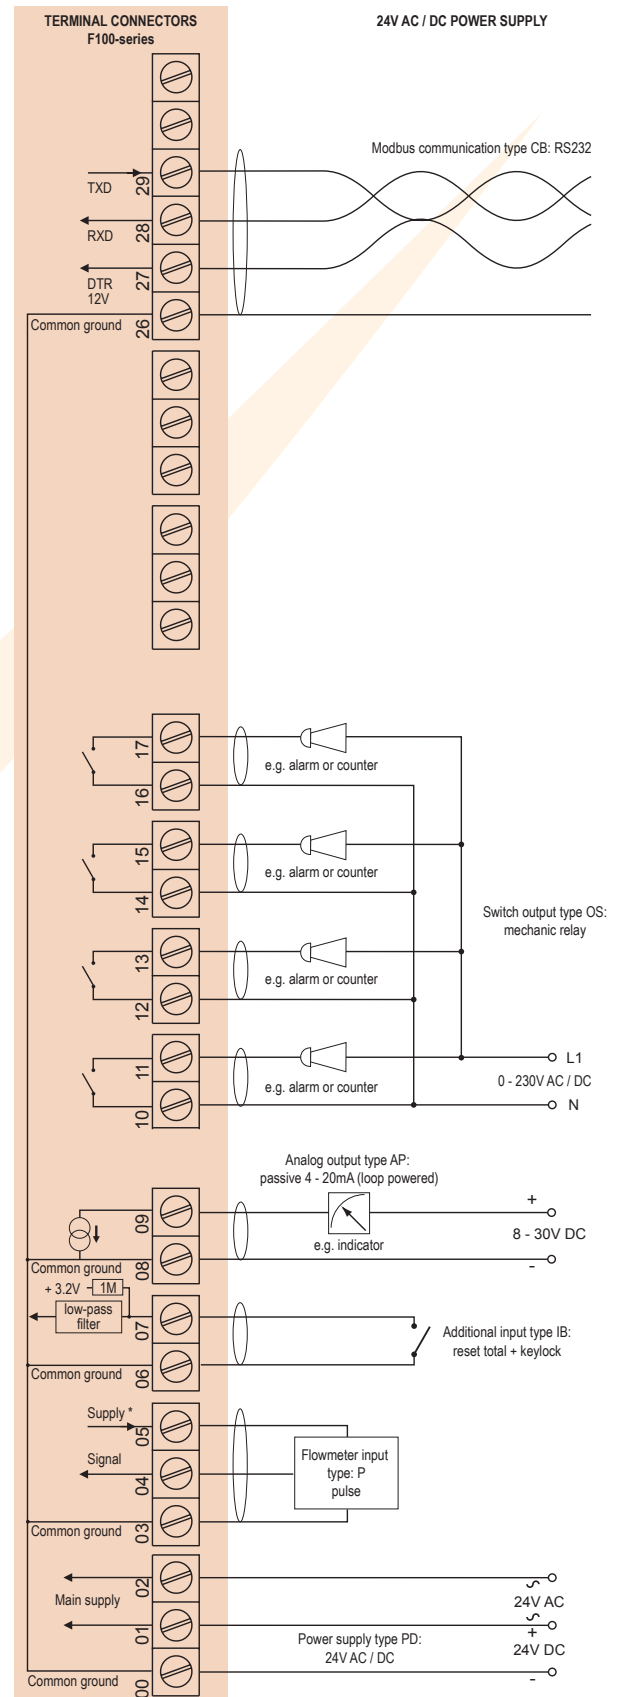 TERMINAL CONNECTORS
F100-series
24V AC / DC POWER SUPPLY
Modbus communication type CB: RS232
TXD
29
RXD
28
DTR
12V
27
Common ground
26
17
e.g. alarm or counter
16
15
e.g. alarm or counter
14
Switch output type OS:
mechanic relay
13
e.g. alarm or counter
12
11
L1
e.g. alarm or counter
0 - 230V AC / DC
10
N
Analog output type AP:
passive 4 - 20mA (loop powered)
09
+
8 - 30V DC
e.g. indicator
Common ground
08
-
+ 3.2V
1M
low-pass
filter
07
Additional input type IB:
reset total + keylock
Common ground
06
Supply *
05
Signal
04
Flowmeter input
type: P
pulse
Common ground
03
02
Main supply
24V AC
01
+
Power supply type PD:
24V AC / DC
24V DC
Common ground
00
-